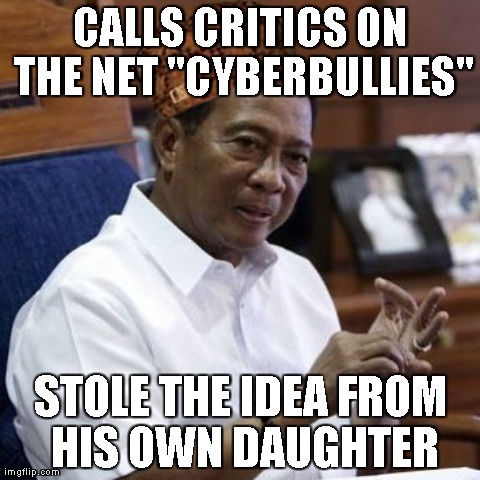 CALLS CRITICS ON
THE NET "CYBERBULLIES"
STOLE THE IDEA FROM
HIS OWN DAUGHTER
imgflip.com